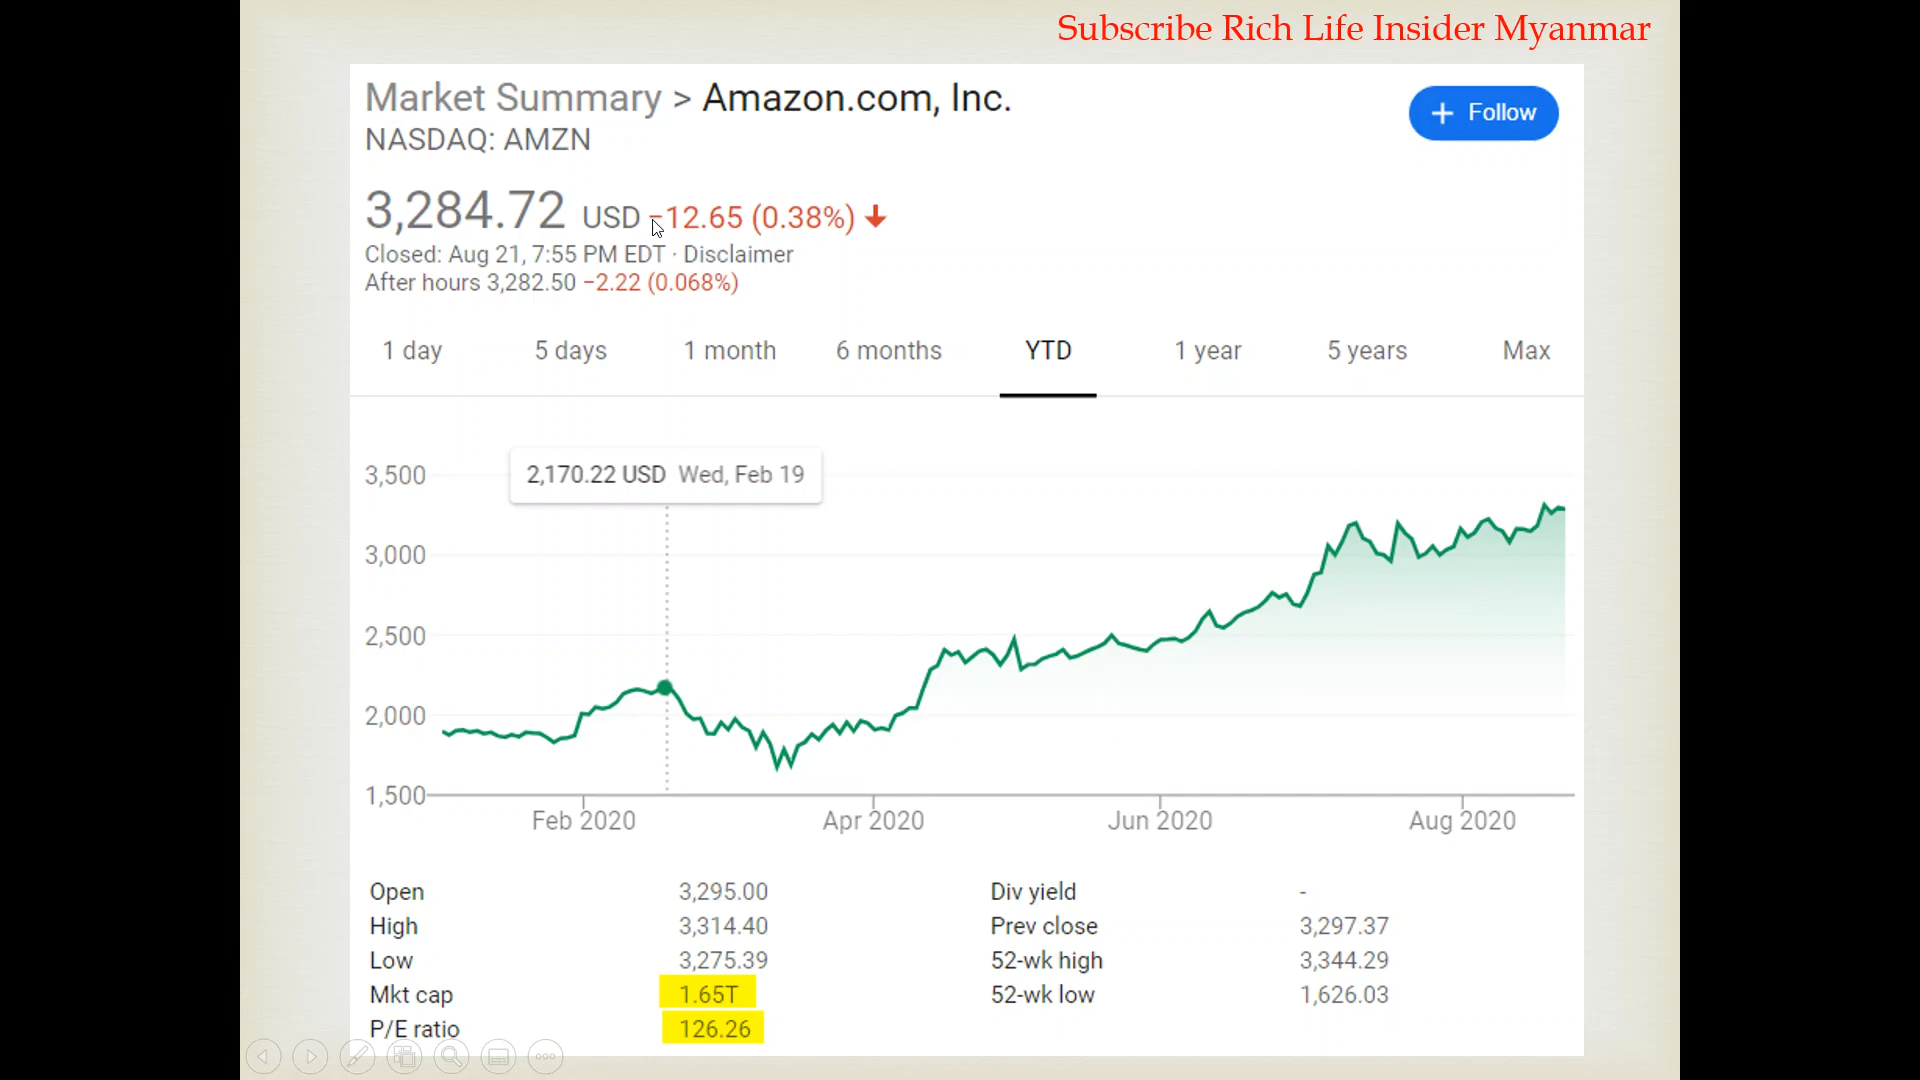 Subscribe Rich Life Insider Myanmar
Market Summary > Amazon.com, Inc.
+ Follow
NASDAQ: AMZN
3,284.72 USD −12.65 (0.38%)
Closed: Aug 21, 7:55 PM EDT · Disclaimer
After hours 3,282.50 −2.22 (0.068%)
1 day 5 days 1 month 6 months YTD 1 year 5 years Max
2,170.22 USD Wed, Feb 19
3,500
3,000
2,500
2,000
1,500
Feb 2020 Apr 2020 Jun 2020 Aug 2020
Open 3,295.00 Div yield -
High 3,314.40 Prev close 3,297.37
Low 3,275.39 52-wk high 3,344.29
Mkt cap 1.65T 52-wk low 1,626.03
P/E ratio 126.26